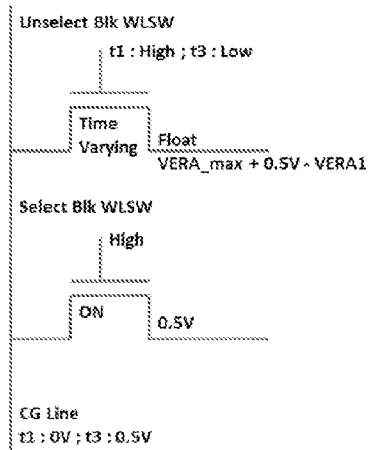 Unselect Blk WLSW
t1 : High ; t3 : Low
Time
Varying
Float
VERA_max + 0.5V - VERA1
Select Blk WLSW
High
ON
0.5V
CG Line
t1 : 0V ; t3 : 0.5V